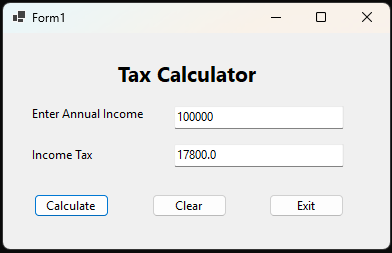 Form1
Tax Calculator
Enter Annual Income 100000
Income Tax 17800.0
Calculate Clear Exit